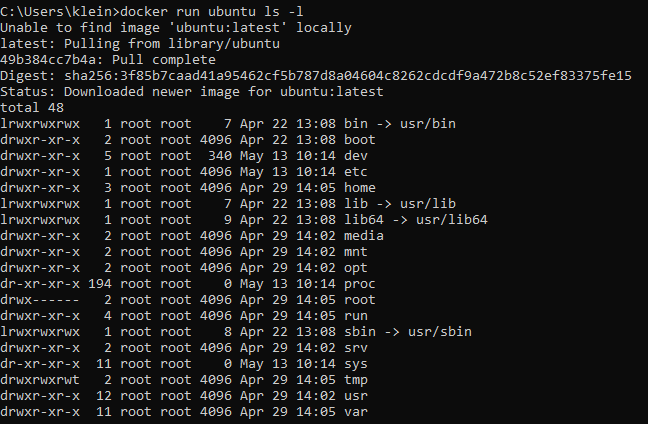 C:\Users\klein>docker run ubuntu ls -l
Unable to find image 'ubuntu:latest' locally
latest: Pulling from library/ubuntu
49b384cc7b4a: Pull complete
Digest: sha256:3f85b7caad41a95462cf5b787d8a04604c8262cdcdf9a472b8c52ef83375fe15
Status: Downloaded newer image for ubuntu:latest
total 48
lrwxrwxrwx   1 root root    7 Apr 22 13:08 bin -> usr/bin
drwxr-xr-x   2 root root 4096 Apr 22 13:08 boot
drwxr-xr-x   5 root root  340 May 13 10:14 dev
drwxr-xr-x   1 root root 4096 May 13 10:14 etc
drwxr-xr-x   3 root root 4096 Apr 29 14:05 home
lrwxrwxrwx   1 root root    7 Apr 22 13:08 lib -> usr/lib
lrwxrwxrwx   1 root root    9 Apr 22 13:08 lib64 -> usr/lib64
drwxr-xr-x   2 root root 4096 Apr 29 14:02 media
drwxr-xr-x   2 root root 4096 Apr 29 14:02 mnt
drwxr-xr-x   2 root root 4096 Apr 29 14:02 opt
dr-xr-xr-x 194 root root    0 May 13 10:14 proc
drwx------   2 root root 4096 Apr 29 14:05 root
drwxr-xr-x   4 root root 4096 Apr 29 14:05 run
lrwxrwxrwx   1 root root    8 Apr 22 13:08 sbin -> usr/sbin
drwxr-xr-x   2 root root 4096 Apr 29 14:02 srv
dr-xr-xr-x  11 root root    0 May 13 10:14 sys
drwxrwxrwt   2 root root 4096 Apr 29 14:05 tmp
drwxr-xr-x  12 root root 4096 Apr 29 14:02 usr
drwxr-xr-x  11 root root 4096 Apr 29 14:05 var